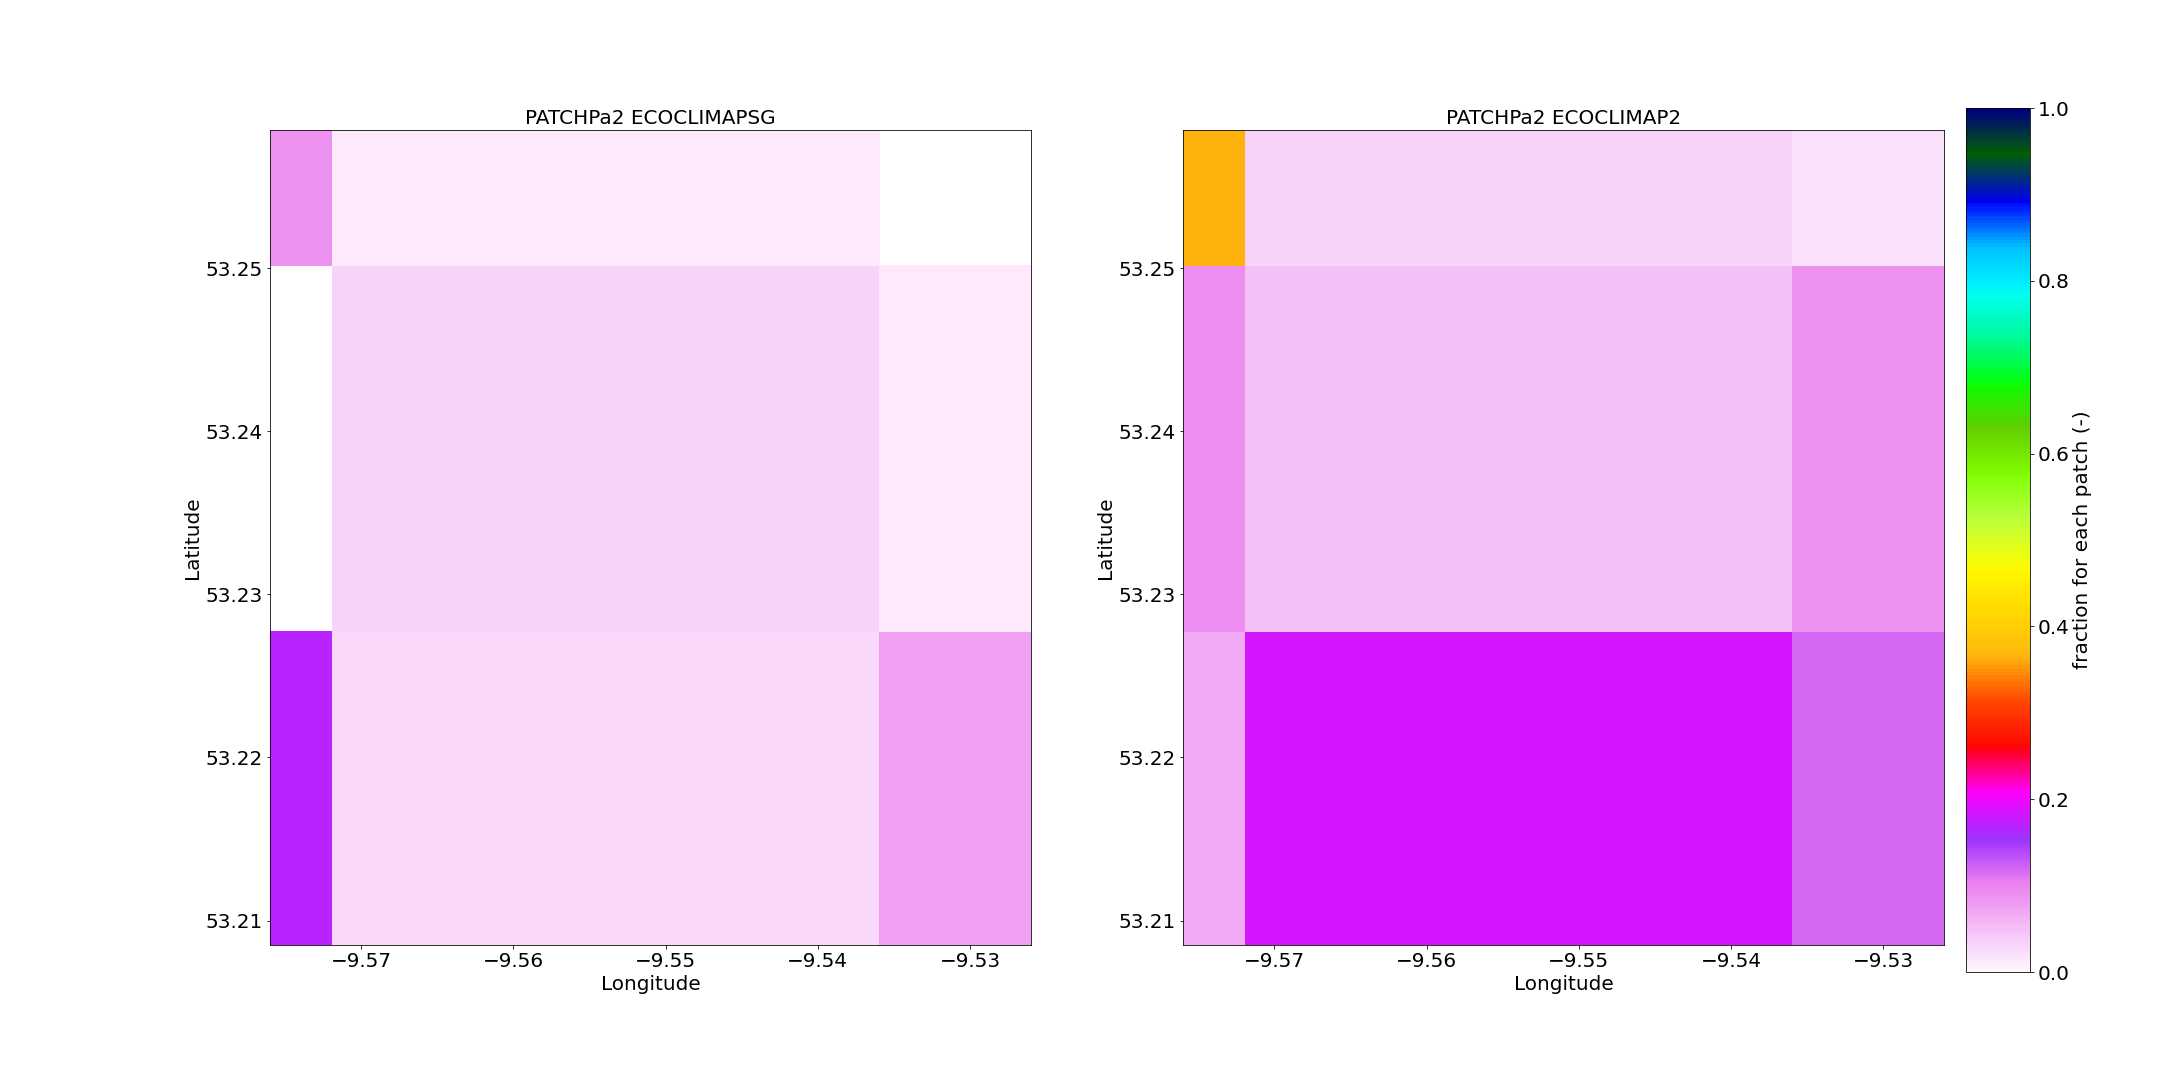 PATCHPa2 ECOCLIMAPSG
53.25
53.24
53.23
53.22
53.21
Latitude
−9.57 −9.56 −9.55 −9.54 −9.53
Longitude
PATCHPa2 ECOCLIMAP2
53.25
53.24
53.23
53.22
53.21
Latitude
−9.57 −9.56 −9.55 −9.54 −9.53
Longitude
1.0
0.8
0.6
0.4
0.2
0.0
fraction for each patch (-)